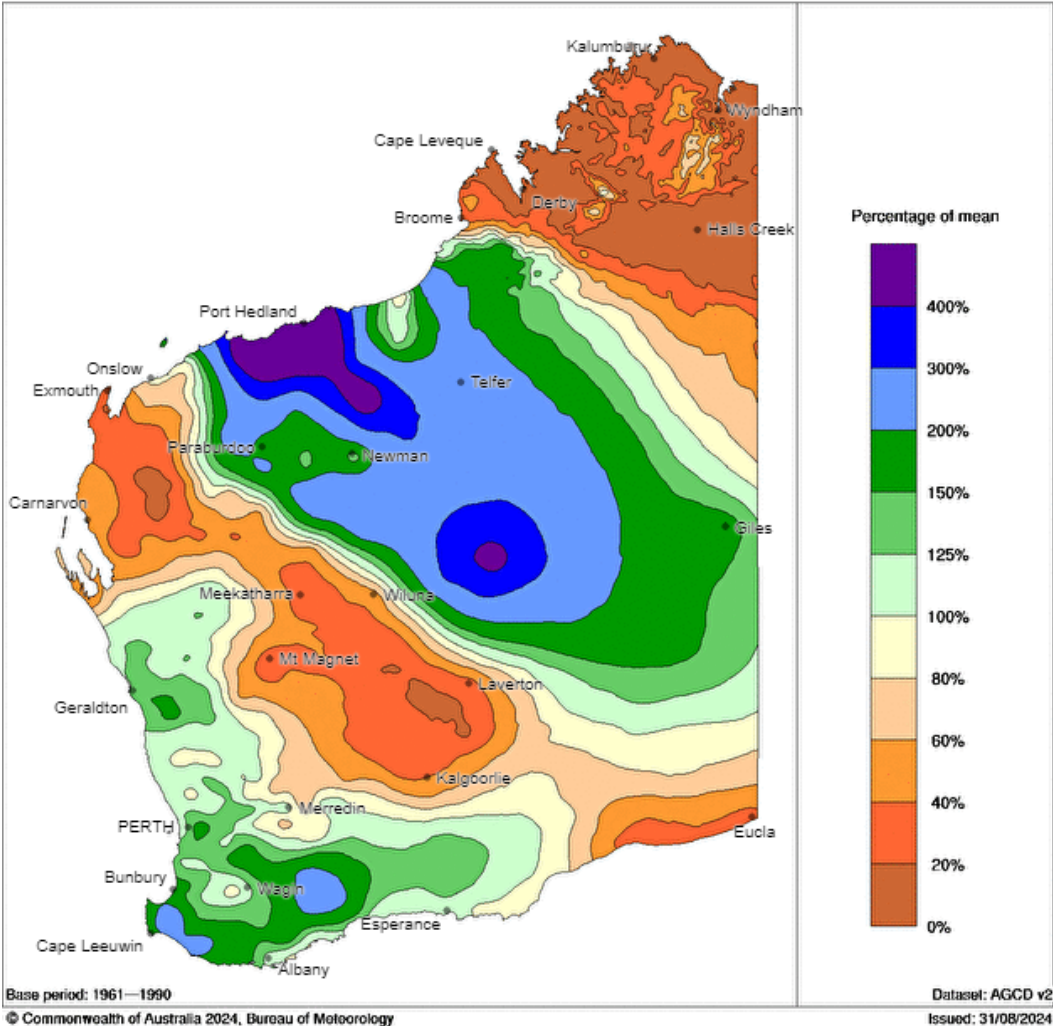 Kalumburu
Wyndham
Cape Leveque
Derby
Broome
Halls Creek
Percentage of mean
400%
300%
200%
150%
125%
100%
80%
60%
40%
20%
0%
Port Hedland
Onslow
Exmouth
Telfer
Paraburdoo
Newman
Carnarvon
Giles
Meekatharra
Wiluna
Mt Magnet
Laverton
Geraldton
Kalgoorlie
Merredin
PERTH
Eucla
Bunbury
Wagin
Esperance
Cape Leeuwin
Albany
Base period: 1961—1990
Dataset: AGCD v2
© Commonwealth of Australia 2024, Bureau of Meteorology
Issued: 31/08/2024